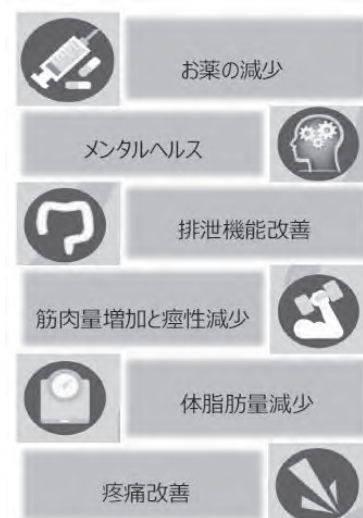 お薬の減少
メンタルヘルス
排泄機能改善
筋肉量増加と痙性減少
体脂肪量減少
疼痛改善